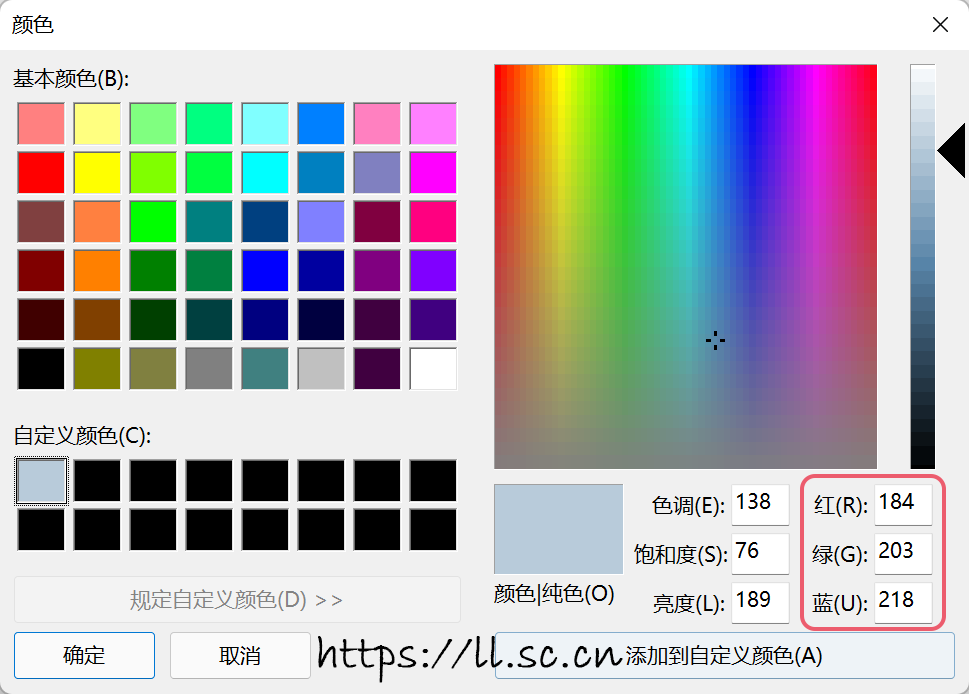 颜色
基本颜色(B):
自定义颜色(C):
规定自定义颜色(D) >>
确定
取消
色调(E): 138
饱和度(S): 76
亮度(L): 189
红(R): 184
绿(G): 203
蓝(U): 218
颜色|纯色(O)
添加到自定义颜色(A)
https://ll.sc.cn